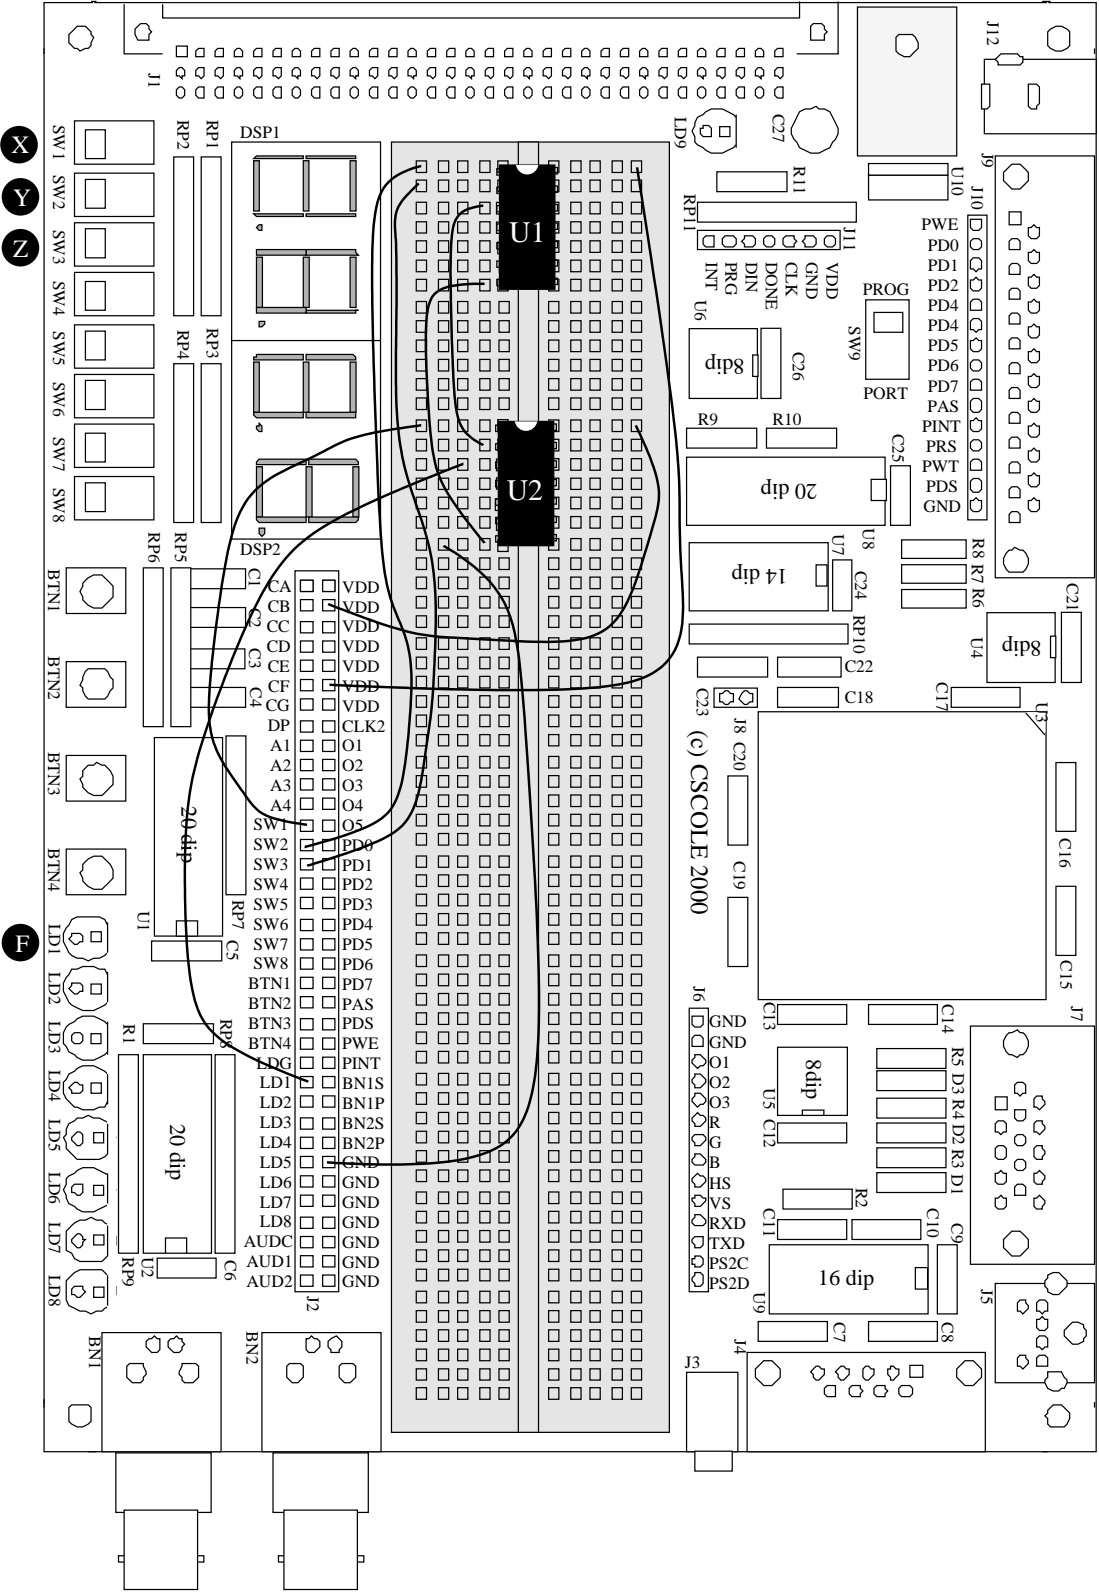 J12
J1
X
SW1
RP2
RP1
DSP1
LD9
C27
J9
Y
SW2
R11
U10
J10
Z
SW3
U1
RP11
J11
PWE
PD0
PD1
PD2
PD4
PD4
PD5
PD6
PD7
PAS
PINT
PRS
PWT
PDS
GND
INT
PRG
DIN
DONE
CLK
GND
VDD
SW4
U6
PROG
SW9
PORT
SW5
RP4
RP3
8dip
C26
SW6
R9
R10
SW7
C25
SW8
U2
20 dip
U8
DSP2
RP6
RP5
U7
14 dip
C24
R8
R7
R6
C21
BTN1
C1
C2
C3
C4
RP10
U4
8dip
BTN2
C22
C23
C18
C17
U3
J8
C20
(c) CSCOLE 2000
CA VDD
CB VDD
CC VDD
CD VDD
CE VDD
CF VDD
CG VDD
DP CLK2
A1 O1
A2 O2
A3 O3
A4 O4
SW1 O5
SW2 PD0
SW3 PD1
SW4 PD2
SW5 PD3
SW6 PD4
SW7 PD5
SW8 PD6
BTN1 PD7
BTN2 PAS
BTN3 PDS
BTN4 PWE
LDG PINT
LD1 BN1S
LD2 BN1P
LD3 BN2S
LD4 BN2P
LD5 GND
LD6 GND
LD7 GND
LD8 GND
AUDC GND
AUD1 GND
AUD2 GND
J2
BTN3
20 dip
BTN4
C16
C19
U1
RP7
F
LD1
C5
C15
LD2
J6
GND
GND
O1
O2
O3
R
G
B
HS
VS
RXD
TXD
PS2C
PS2D
C13
C14
J7
LD3
R1
RP8
R5
D3
R4
D2
R3
D1
8dip
U5
C12
LD4
LD5
20 dip
LD6
R2
C11
C10
C9
LD7
RP9
U2
C6
16 dip
U9
J5
LD8
C7
C8
BN1
BN2
J3
J4